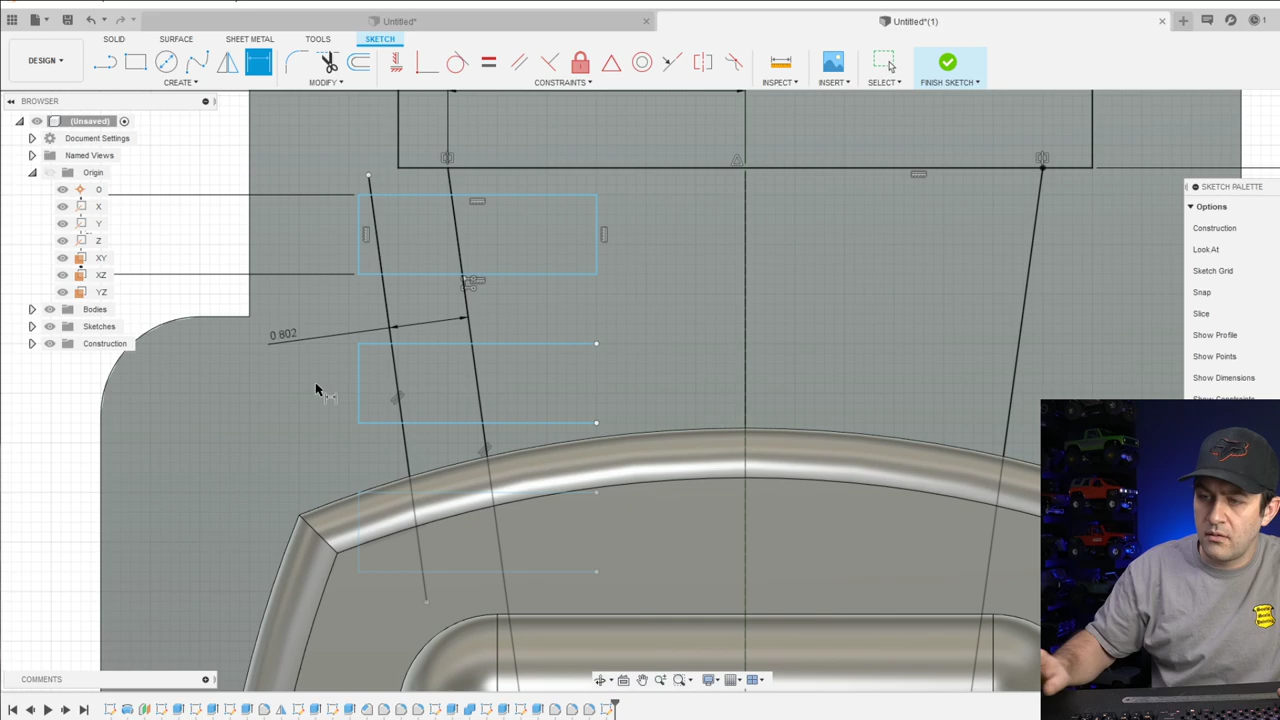 Untitled*
Untitled*(1)
1
DESIGN
SOLID
SURFACE
SHEET METAL
TOOLS
SKETCH
CREATE
MODIFY
CONSTRAINTS
INSPECT
INSERT
SELECT
FINISH SKETCH
BROWSER
(Unsaved)
Document Settings
Named Views
Origin
O
X
Y
Z
XY
XZ
YZ
Bodies
Sketches
Construction
0.802
SKETCH PALETTE
Options
Construction
Look At
Sketch Grid
Snap
Slice
Show Profile
Show Points
Show Dimensions
COMMENTS